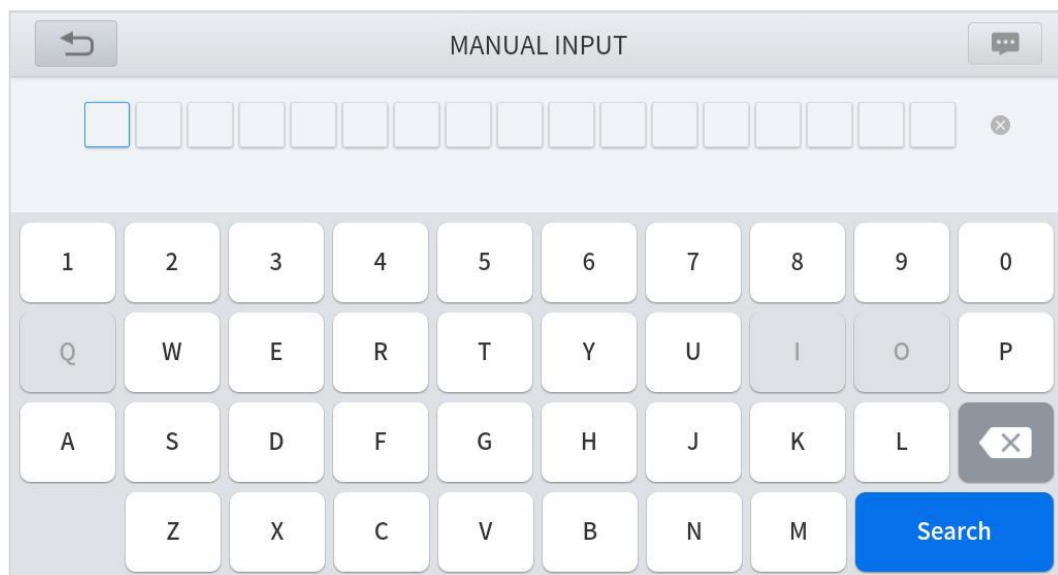 MANUAL INPUT
1 2 3 4 5 6 7 8 9 0
Q W E R T Y U I O P
A S D F G H J K L
Z X C V B N M Search